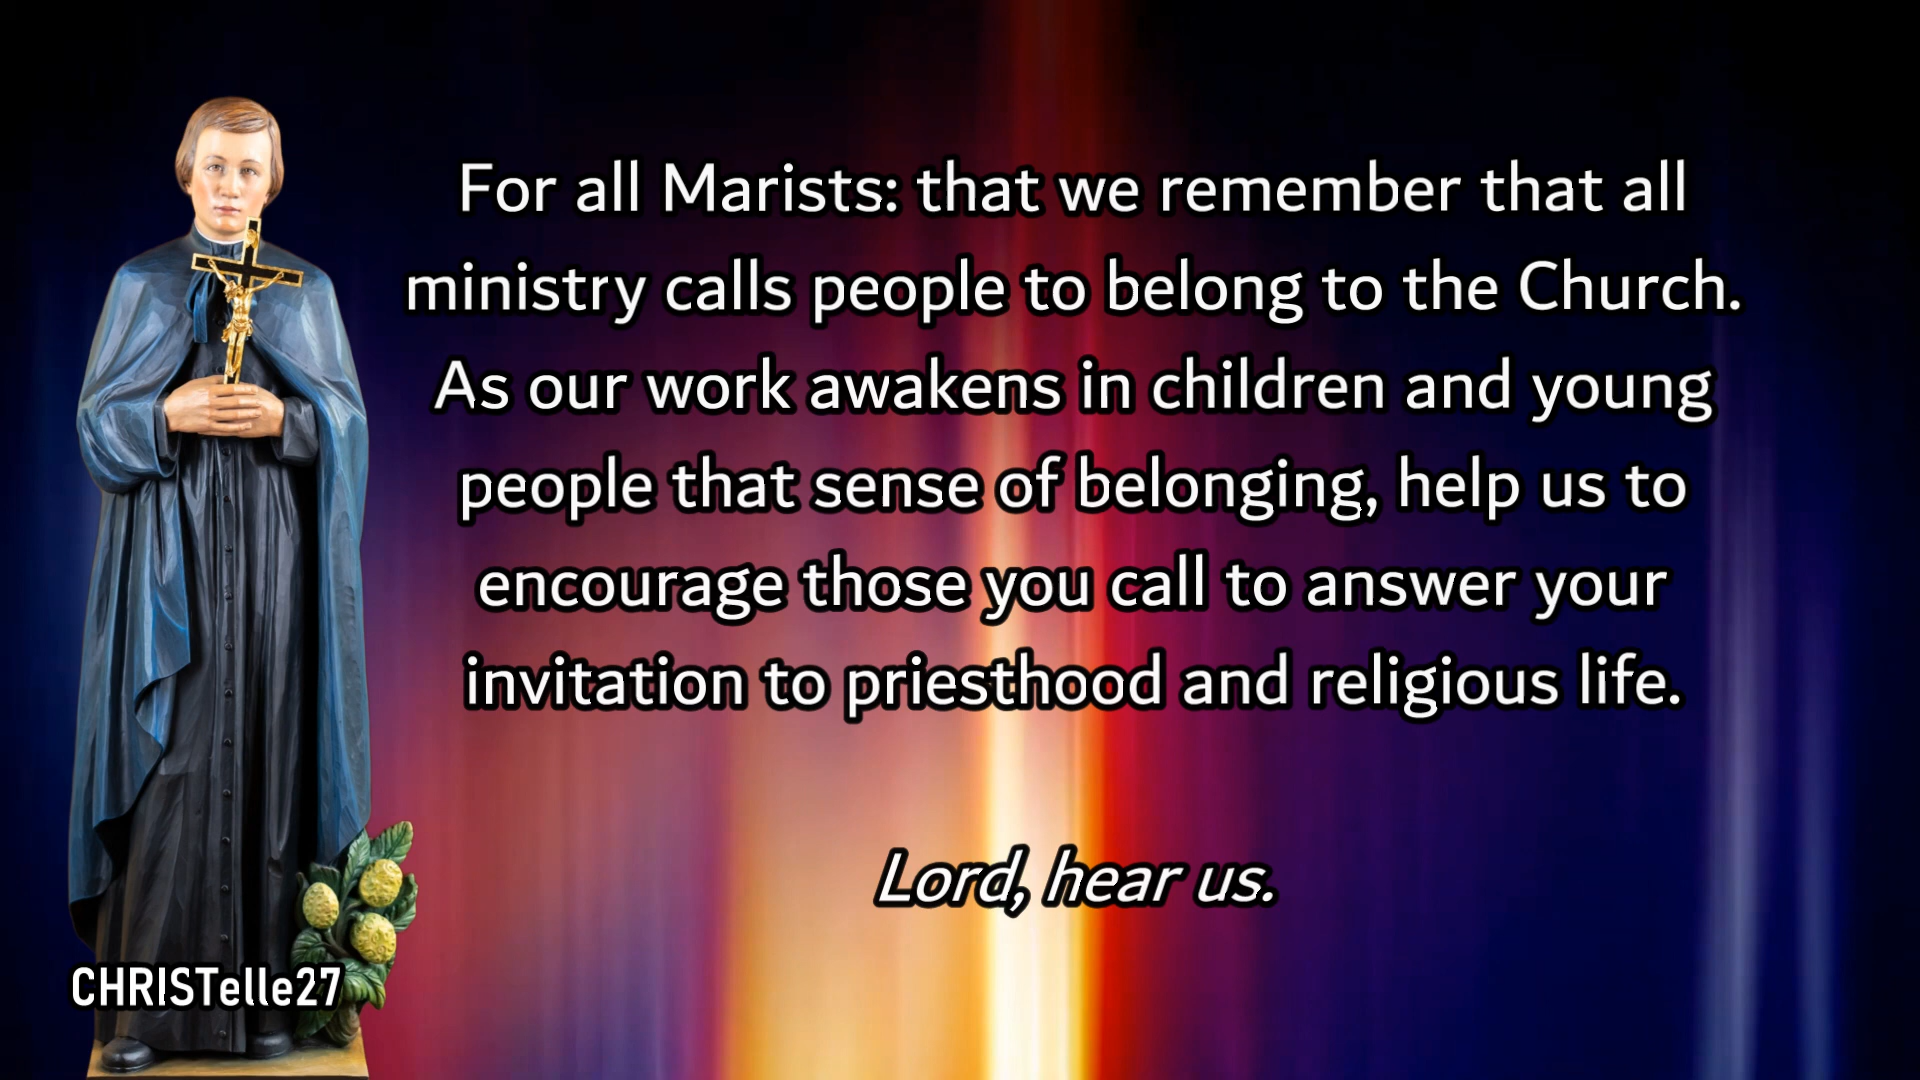 For all Marists: that we remember that all
ministry calls people to belong to the Church.
As our work awakens in children and young
people that sense of belonging, help us to
encourage those you call to answer your
invitation to priesthood and religious life.
Lord, hear us.
CHRISTelle27